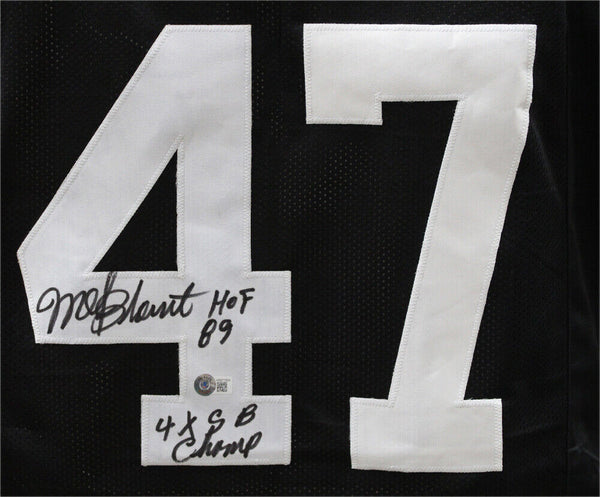 47
Mel Blount HOF
89
4X SB
Champ